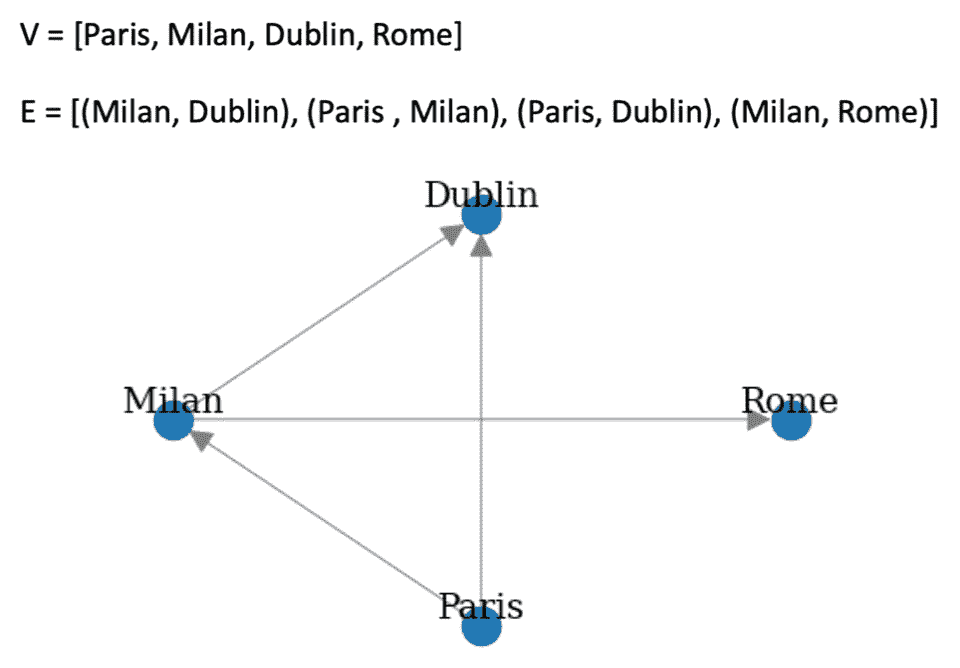 V = [Paris, Milan, Dublin, Rome]
E = [(Milan, Dublin), (Paris , Milan), (Paris, Dublin), (Milan, Rome)]
Dublin
Milan
Rome
Paris